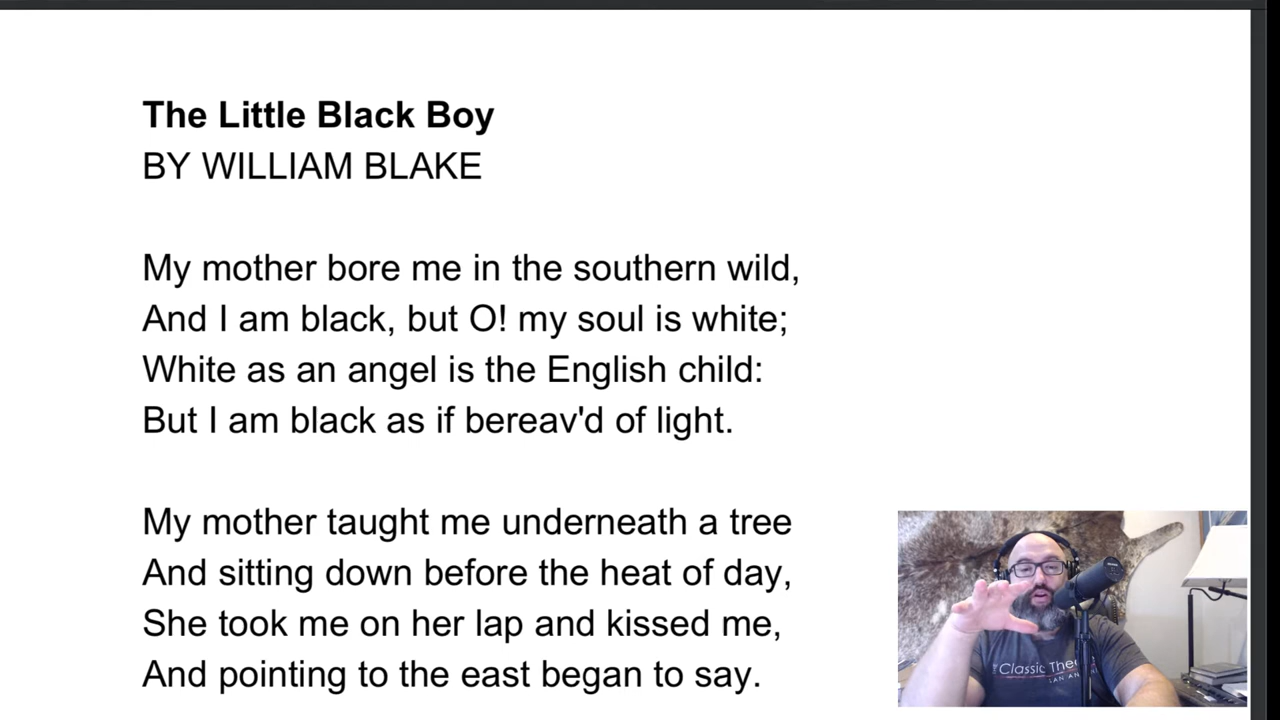 The Little Black Boy
BY WILLIAM BLAKE
My mother bore me in the southern wild,
And I am black, but O! my soul is white;
White as an angel is the English child:
But I am black as if bereav'd of light.
My mother taught me underneath a tree
And sitting down before the heat of day,
She took me on her lap and kissed me,
And pointing to the east began to say.
Classic